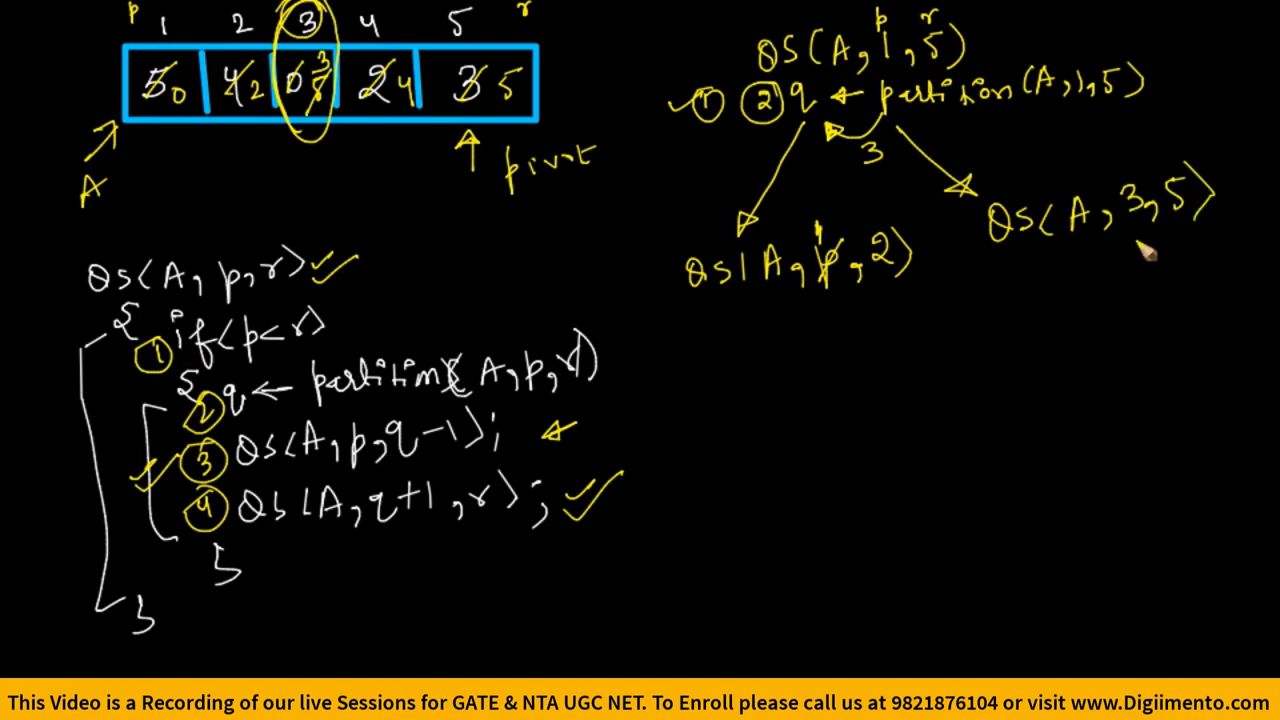 p 1 2 3 4 5 r
5 0 4 2 0 3 2 4 3 5
A
pivot
QS(A, p, r)
{
1 if(p<r)
{
2 q ← partition(A, p, r)
3 QS(A, p, q-1);
4 QS(A, q+1, r);
}
}
p r
QS(A, 1, 5)
1 2 q ← partition(A, 1, 5)
3
QS(A, 3, 5)
1
QS(A, p, 2)
This Video is a Recording of our live Sessions for GATE & NTA UGC NET. To Enroll please call us at 9821876104 or visit www.Digiimento.com